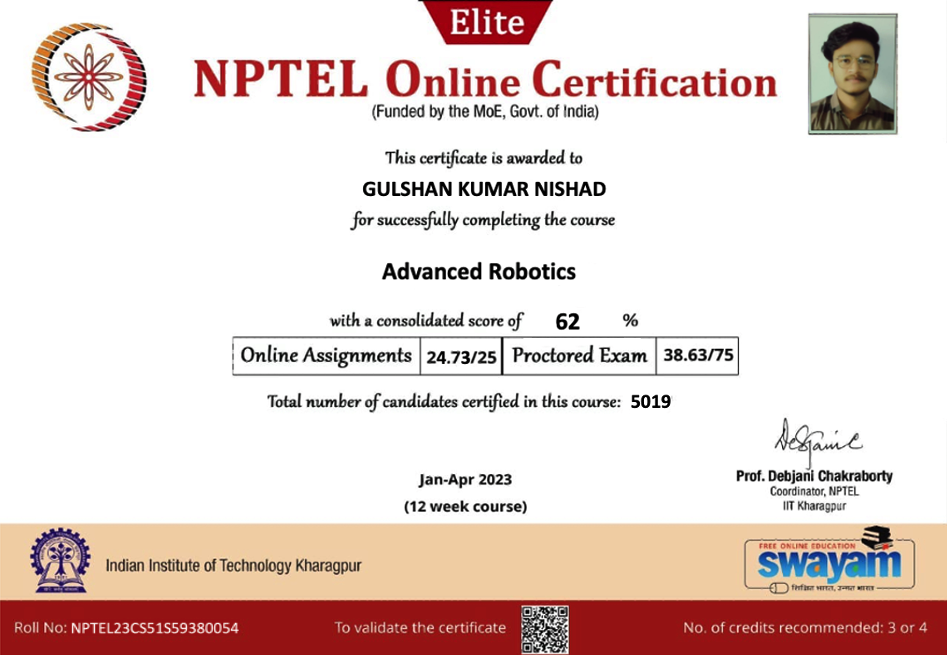 Elite
NPTEL Online Certification
(Funded by the MoE, Govt. of India)
This certificate is awarded to
GULSHAN KUMAR NISHAD
for successfully completing the course
Advanced Robotics
with a consolidated score of 62 %
Online Assignments 24.73/25 Proctored Exam 38.63/75
Total number of candidates certified in this course: 5019
Prof. Debjani Chakraborty
Coordinator, NPTEL
IIT Kharagpur
Jan-Apr 2023
(12 week course)
Indian Institute of Technology Kharagpur
FREE ONLINE EDUCATION
swayam
शिक्षित भारत, उन्नत भारत
Roll No: NPTEL23CS51S59380054 To validate the certificate No. of credits recommended: 3 or 4